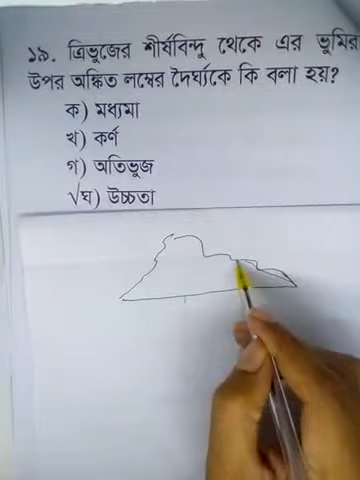 ১৯. ত্রিভুজের শীর্ষবিন্দু থেকে এর ভূমির
উপর অঙ্কিত লম্বের দৈর্ঘ্যকে কি বলা হয়?
ক) মধ্যমা
খ) কর্ণ
গ) অতিভুজ
√ঘ) উচ্চতা